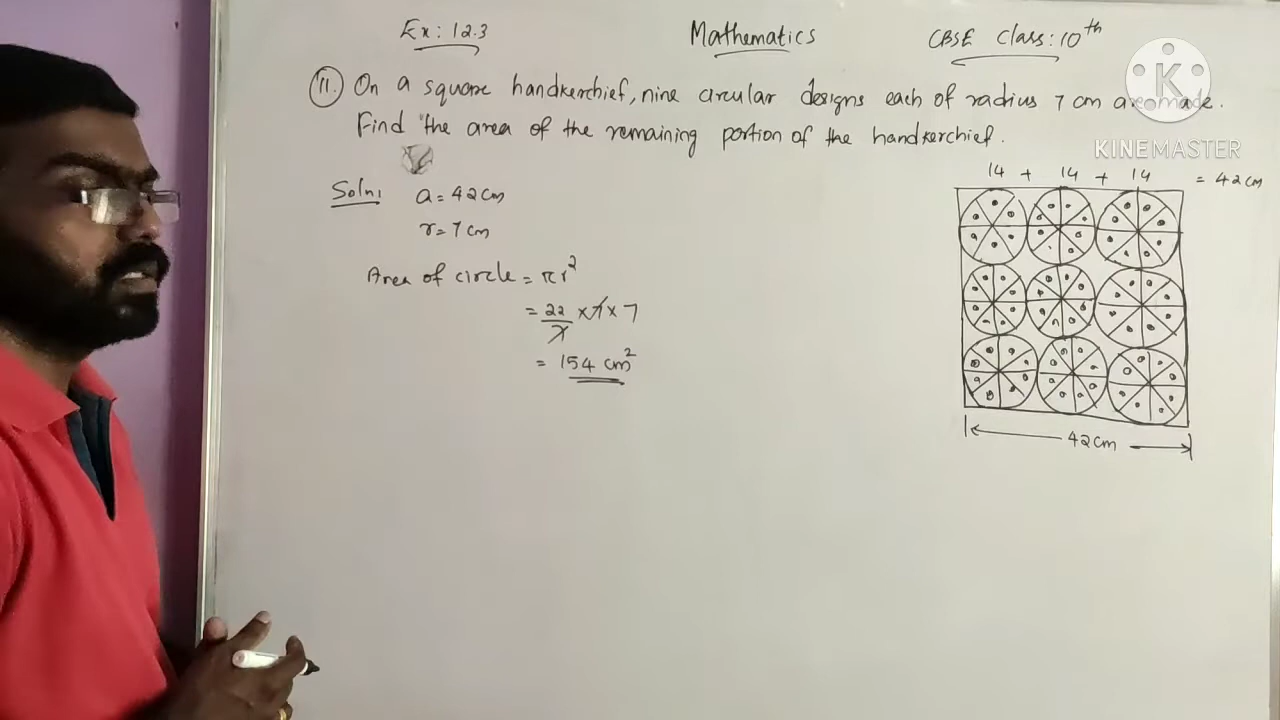 Ex: 12.3
Mathematics
CBSE Class: 10th
11. On a square handkerchief, nine circular designs each of radius 7 cm are made.
Find the area of the remaining portion of the handkerchief.
K
KINEMASTER
Soln: a = 42 cm
r = 7 cm
Area of circle = πr²
= 22/7 × 7 × 7
= 154 cm²
14 + 14 + 14 = 42 cm
42 cm